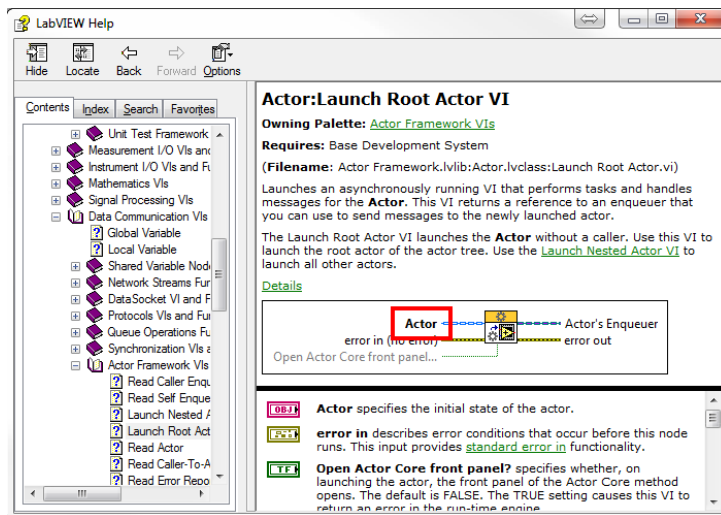 LabVIEW Help
Hide Locate Back Forward Options
Contents Index Search Favorites
Unit Test Framework
Measurement I/O VIs and
Instrument I/O VIs and Fu
Mathematics VIs
Signal Processing VIs
Data Communication VIs
Global Variable
Local Variable
Shared Variable Node
Network Streams Fun
DataSocket VI and F
Protocols VIs and Fun
Queue Operations Fu
Synchronization VIs a
Actor Framework VIs
Read Caller Enqu
Read Self Enque
Launch Nested A
Launch Root Act
Read Actor
Read Caller-To-A
Read Error Repo
Actor:Launch Root Actor VI
Owning Palette: Actor Framework VIs
Requires: Base Development System
(Filename: Actor Framework.lvlib:Actor.lvclass:Launch Root Actor.vi)
Launches an asynchronously running VI that performs tasks and handles
messages for the Actor. This VI returns a reference to an enqueuer that
you can use to send messages to the newly launched actor.
The Launch Root Actor VI launches the Actor without a caller. Use this VI to
launch the root actor of the actor tree. Use the Launch Nested Actor VI to
launch all other actors.
Details
Actor Actor's Enqueuer
error in (no error) error out
Open Actor Core front panel...
OBJ Actor specifies the initial state of the actor.
error in describes error conditions that occur before this node
runs. This input provides standard error in functionality.
TF Open Actor Core front panel? specifies whether, on
launching the actor, the front panel of the Actor Core method
opens. The default is FALSE. The TRUE setting causes this VI to
return an error in the run-time engine.